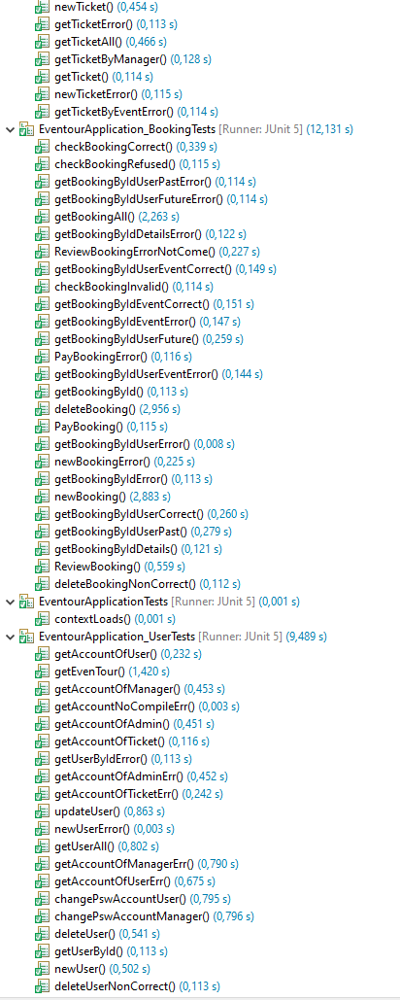 newTicket() (0,454 s)
getTicketError() (0,113 s)
getTicketAll() (0,466 s)
getTicketByManager() (0,128 s)
getTicket() (0,114 s)
newTicketError() (0,115 s)
getTicketByEventError() (0,114 s)
EventourApplication_BookingTests [Runner: JUnit 5] (12,131 s)
checkBookingCorrect() (0,339 s)
checkBookingRefused() (0,115 s)
getBookingByIdUserPastError() (0,114 s)
getBookingByIdUserFutureError() (0,114 s)
getBookingAll() (2,263 s)
getBookingByIdDetailsError() (0,122 s)
ReviewBookingErrorNotCome() (0,227 s)
getBookingByIdUserEventCorrect() (0,149 s)
checkBookingInvalid() (0,114 s)
getBookingByIdEventCorrect() (0,151 s)
getBookingByIdEventError() (0,147 s)
getBookingByIdUserFuture() (0,259 s)
PayBookingError() (0,116 s)
getBookingByIdUserEventError() (0,144 s)
getBookingById() (0,113 s)
deleteBooking() (2,956 s)
PayBooking() (0,115 s)
getBookingByIdUserError() (0,008 s)
newBookingError() (0,225 s)
getBookingByIdError() (0,113 s)
newBooking() (2,883 s)
getBookingByIdUserCorrect() (0,260 s)
getBookingByIdUserPast() (0,279 s)
getBookingByIdDetails() (0,121 s)
ReviewBooking() (0,559 s)
deleteBookingNonCorrect() (0,112 s)
EventourApplicationTests [Runner: JUnit 5] (0,001 s)
contextLoads() (0,001 s)
EventourApplication_UserTests [Runner: JUnit 5] (9,489 s)
getAccountOfUser() (0,232 s)
getEvenTour() (1,420 s)
getAccountOfManager() (0,453 s)
getAccountNoCompileErr() (0,003 s)
getAccountOfAdmin() (0,451 s)
getAccountOfTicket() (0,116 s)
getUserByIdError() (0,113 s)
getAccountOfAdminErr() (0,452 s)
getAccountOfTicketErr() (0,242 s)
updateUser() (0,863 s)
newUserError() (0,003 s)
getUserAll() (0,802 s)
getAccountOfManagerErr() (0,790 s)
getAccountOfUserErr() (0,675 s)
changePswAccountUser() (0,795 s)
changePswAccountManager() (0,796 s)
deleteUser() (0,541 s)
getUserById() (0,113 s)
newUser() (0,502 s)
deleteUserNonCorrect() (0,113 s)